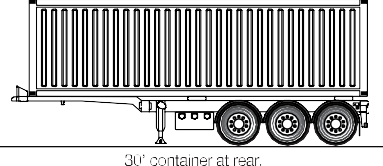 30' container at rear.